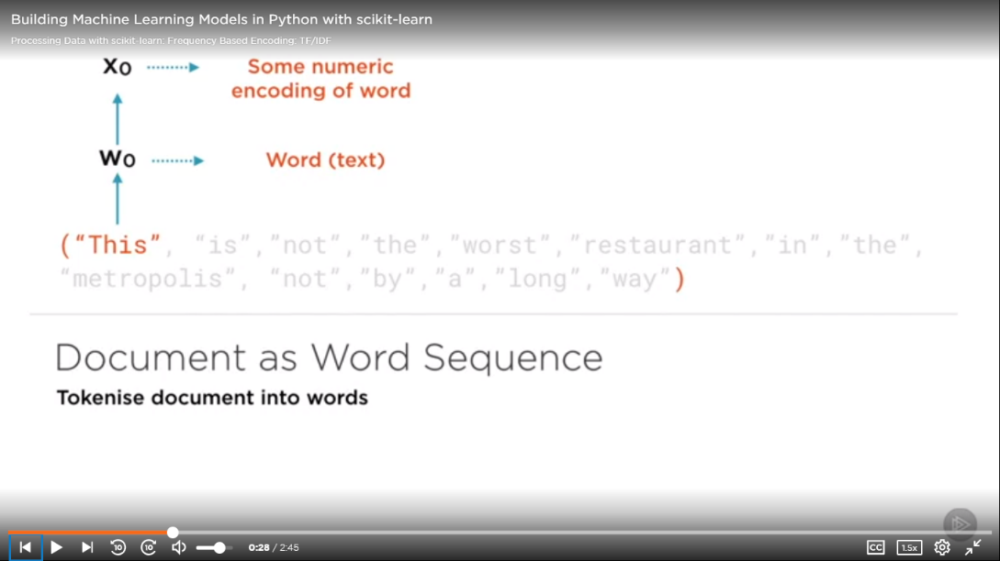 Building Machine Learning Models in Python with scikit-learn
Processing Data with scikit-learn: Frequency Based Encoding: TF/IDF
x0 Some numeric
encoding of word
w0 Word (text)
(“This”, “is”,”not”,”the”,”worst”,”restaurant”,”in”,”the”,
“metropolis”, “not”,”by”,”a”,”long”,”way”)
Document as Word Sequence
Tokenise document into words
10 10 0:28 / 2:45 CC 1.5x